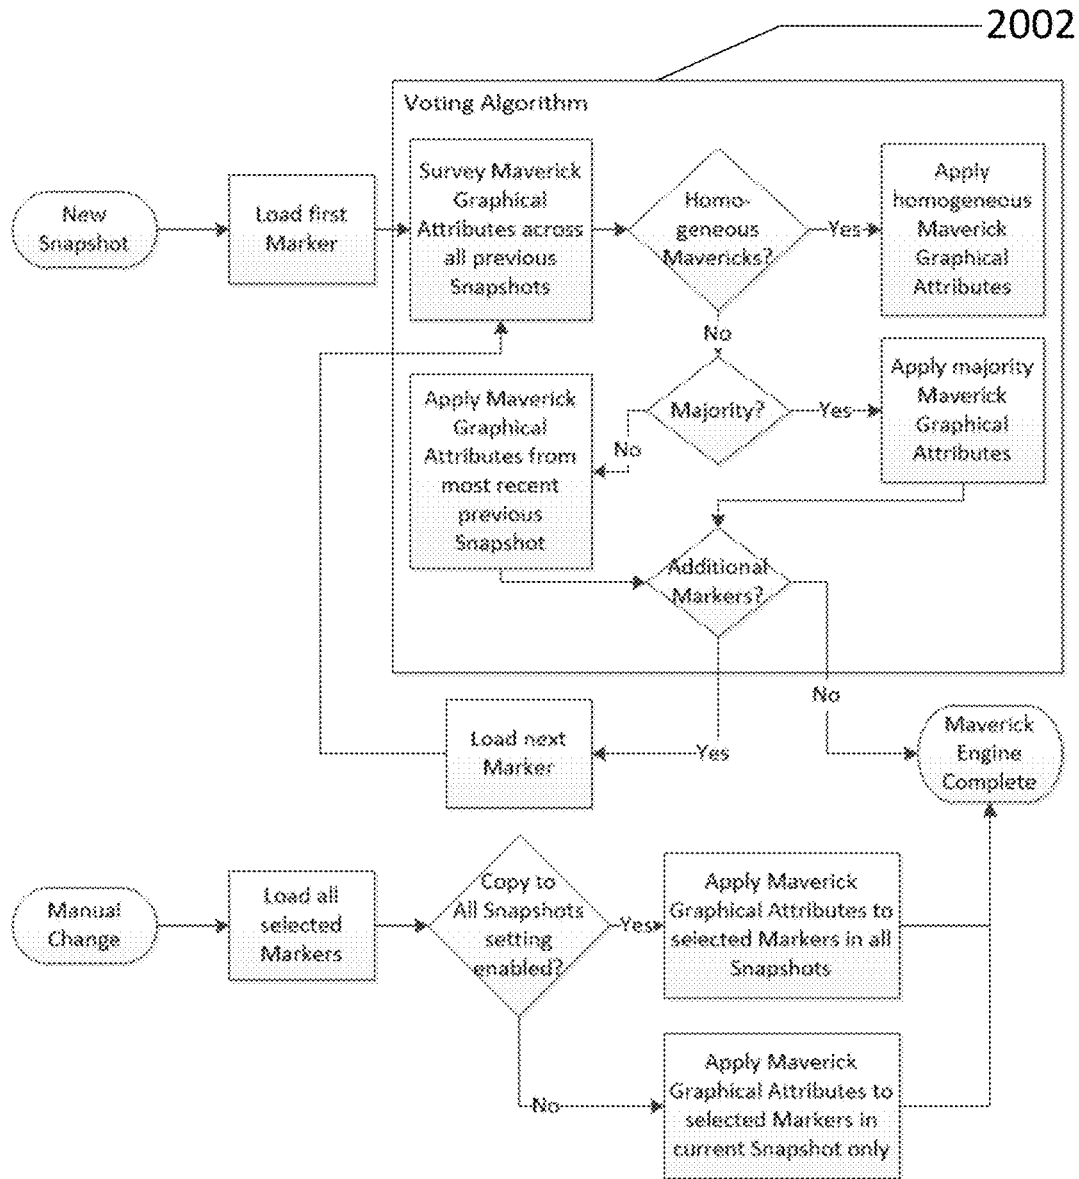 2002
Voting Algorithm
New
Snapshot
Load first
Marker
Survey Maverick
Graphical
Attributes across
all previous
Snapshots
Homo-
geneous
Mavericks?
Yes
Apply
homogeneous
Maverick
Graphical
Attributes
No
Apply Maverick
Graphical
Attributes from
most recent
previous
Snapshot
No
Majority?
Yes
Apply majority
Maverick
Graphical
Attributes
Additional
Markers?
No
Load next
Marker
Yes
Maverick
Engine
Complete
Manual
Change
Load all
selected
Markers
Copy to
All Snapshots
setting
enabled?
Yes
Apply Maverick
Graphical Attributes to
selected Markers in all
Snapshots
No
Apply Maverick
Graphical Attributes to
selected Markers in
current Snapshot only